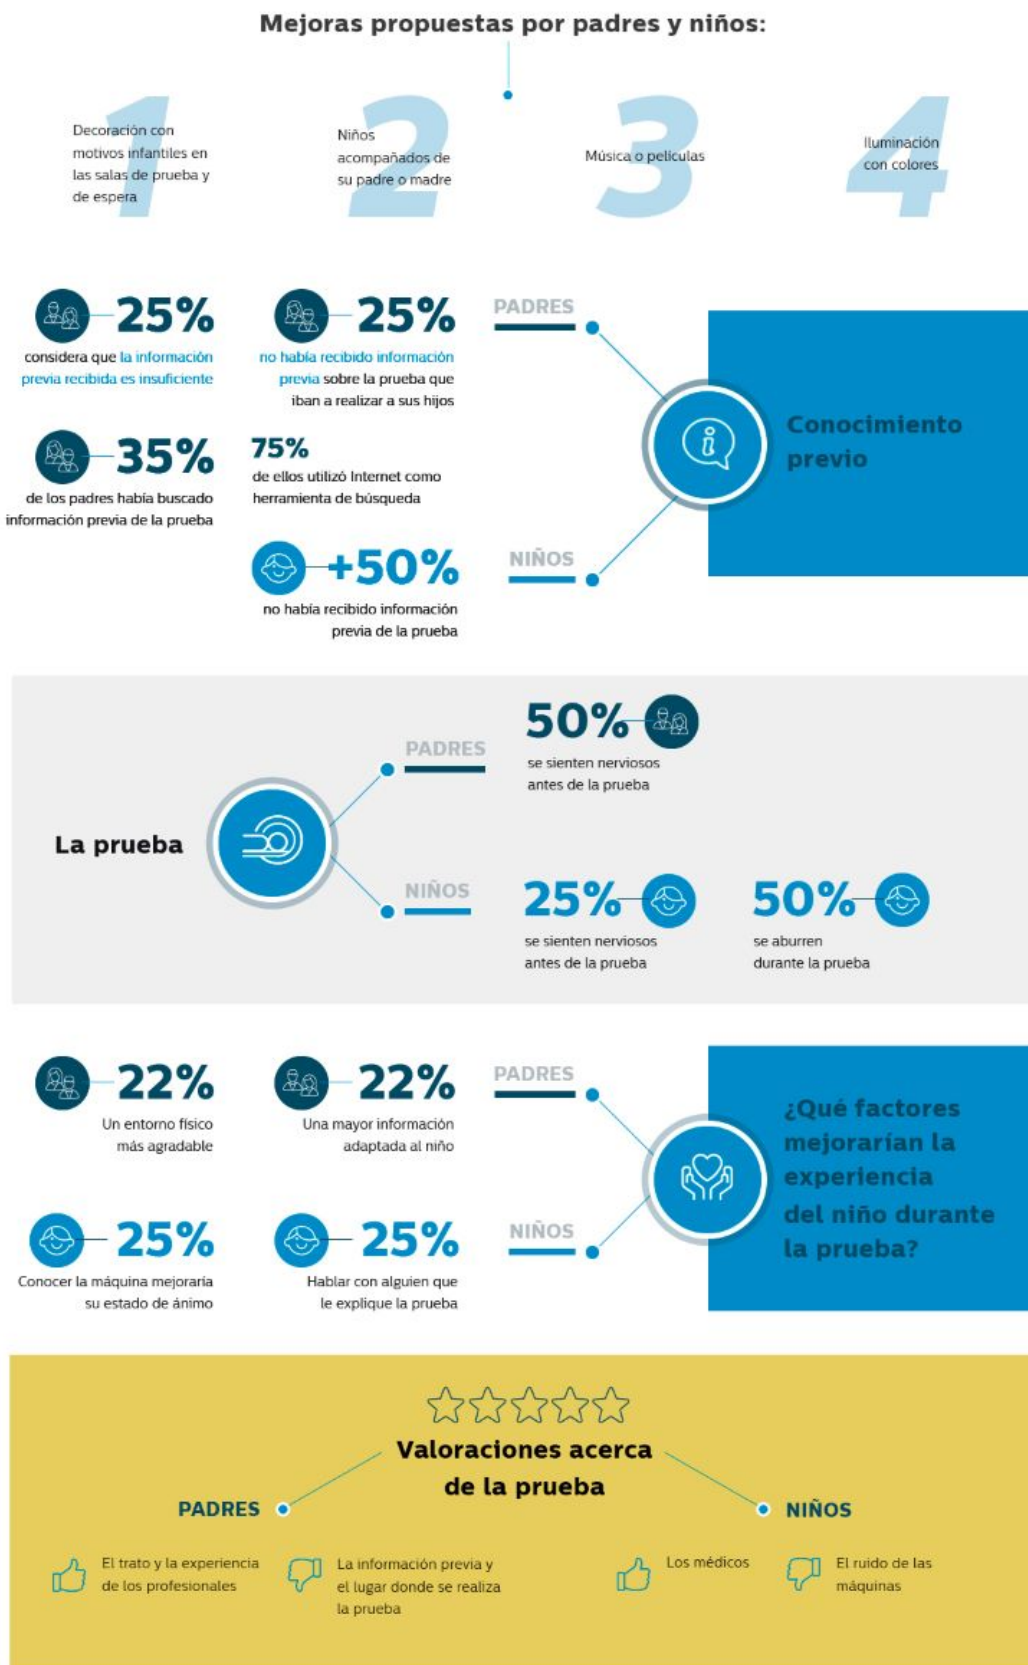 Mejoras propuestas por padres y niños:
1
Decoración con
motivos infantiles en
las salas de prueba y
de espera
2
Niños
acompañados de
su padre o madre
3
Música o películas
4
Iluminación
con colores
25%
considera que la información
previa recibida es insuficiente
25%
no había recibido información
previa sobre la prueba que
iban a realizar a sus hijos
PADRES
35%
de los padres había buscado
información previa de la prueba
75%
de ellos utilizó Internet como
herramienta de búsqueda
Conocimiento
previo
+50%
no había recibido información
previa de la prueba
NIÑOS
La prueba
PADRES
50%
se sienten nerviosos
antes de la prueba
NIÑOS
25%
se sienten nerviosos
antes de la prueba
50%
se aburren
durante la prueba
22%
Un entorno físico
más agradable
22%
Una mayor información
adaptada al niño
PADRES
¿Qué factores
mejorarían la
experiencia
del niño durante
la prueba?
25%
Conocer la máquina mejoraría
su estado de ánimo
25%
Hablar con alguien que
le explique la prueba
NIÑOS
Valoraciones acerca
de la prueba
PADRES
El trato y la experiencia
de los profesionales
La información previa y
el lugar donde se realiza
la prueba
NIÑOS
Los médicos
El ruido de las
máquinas